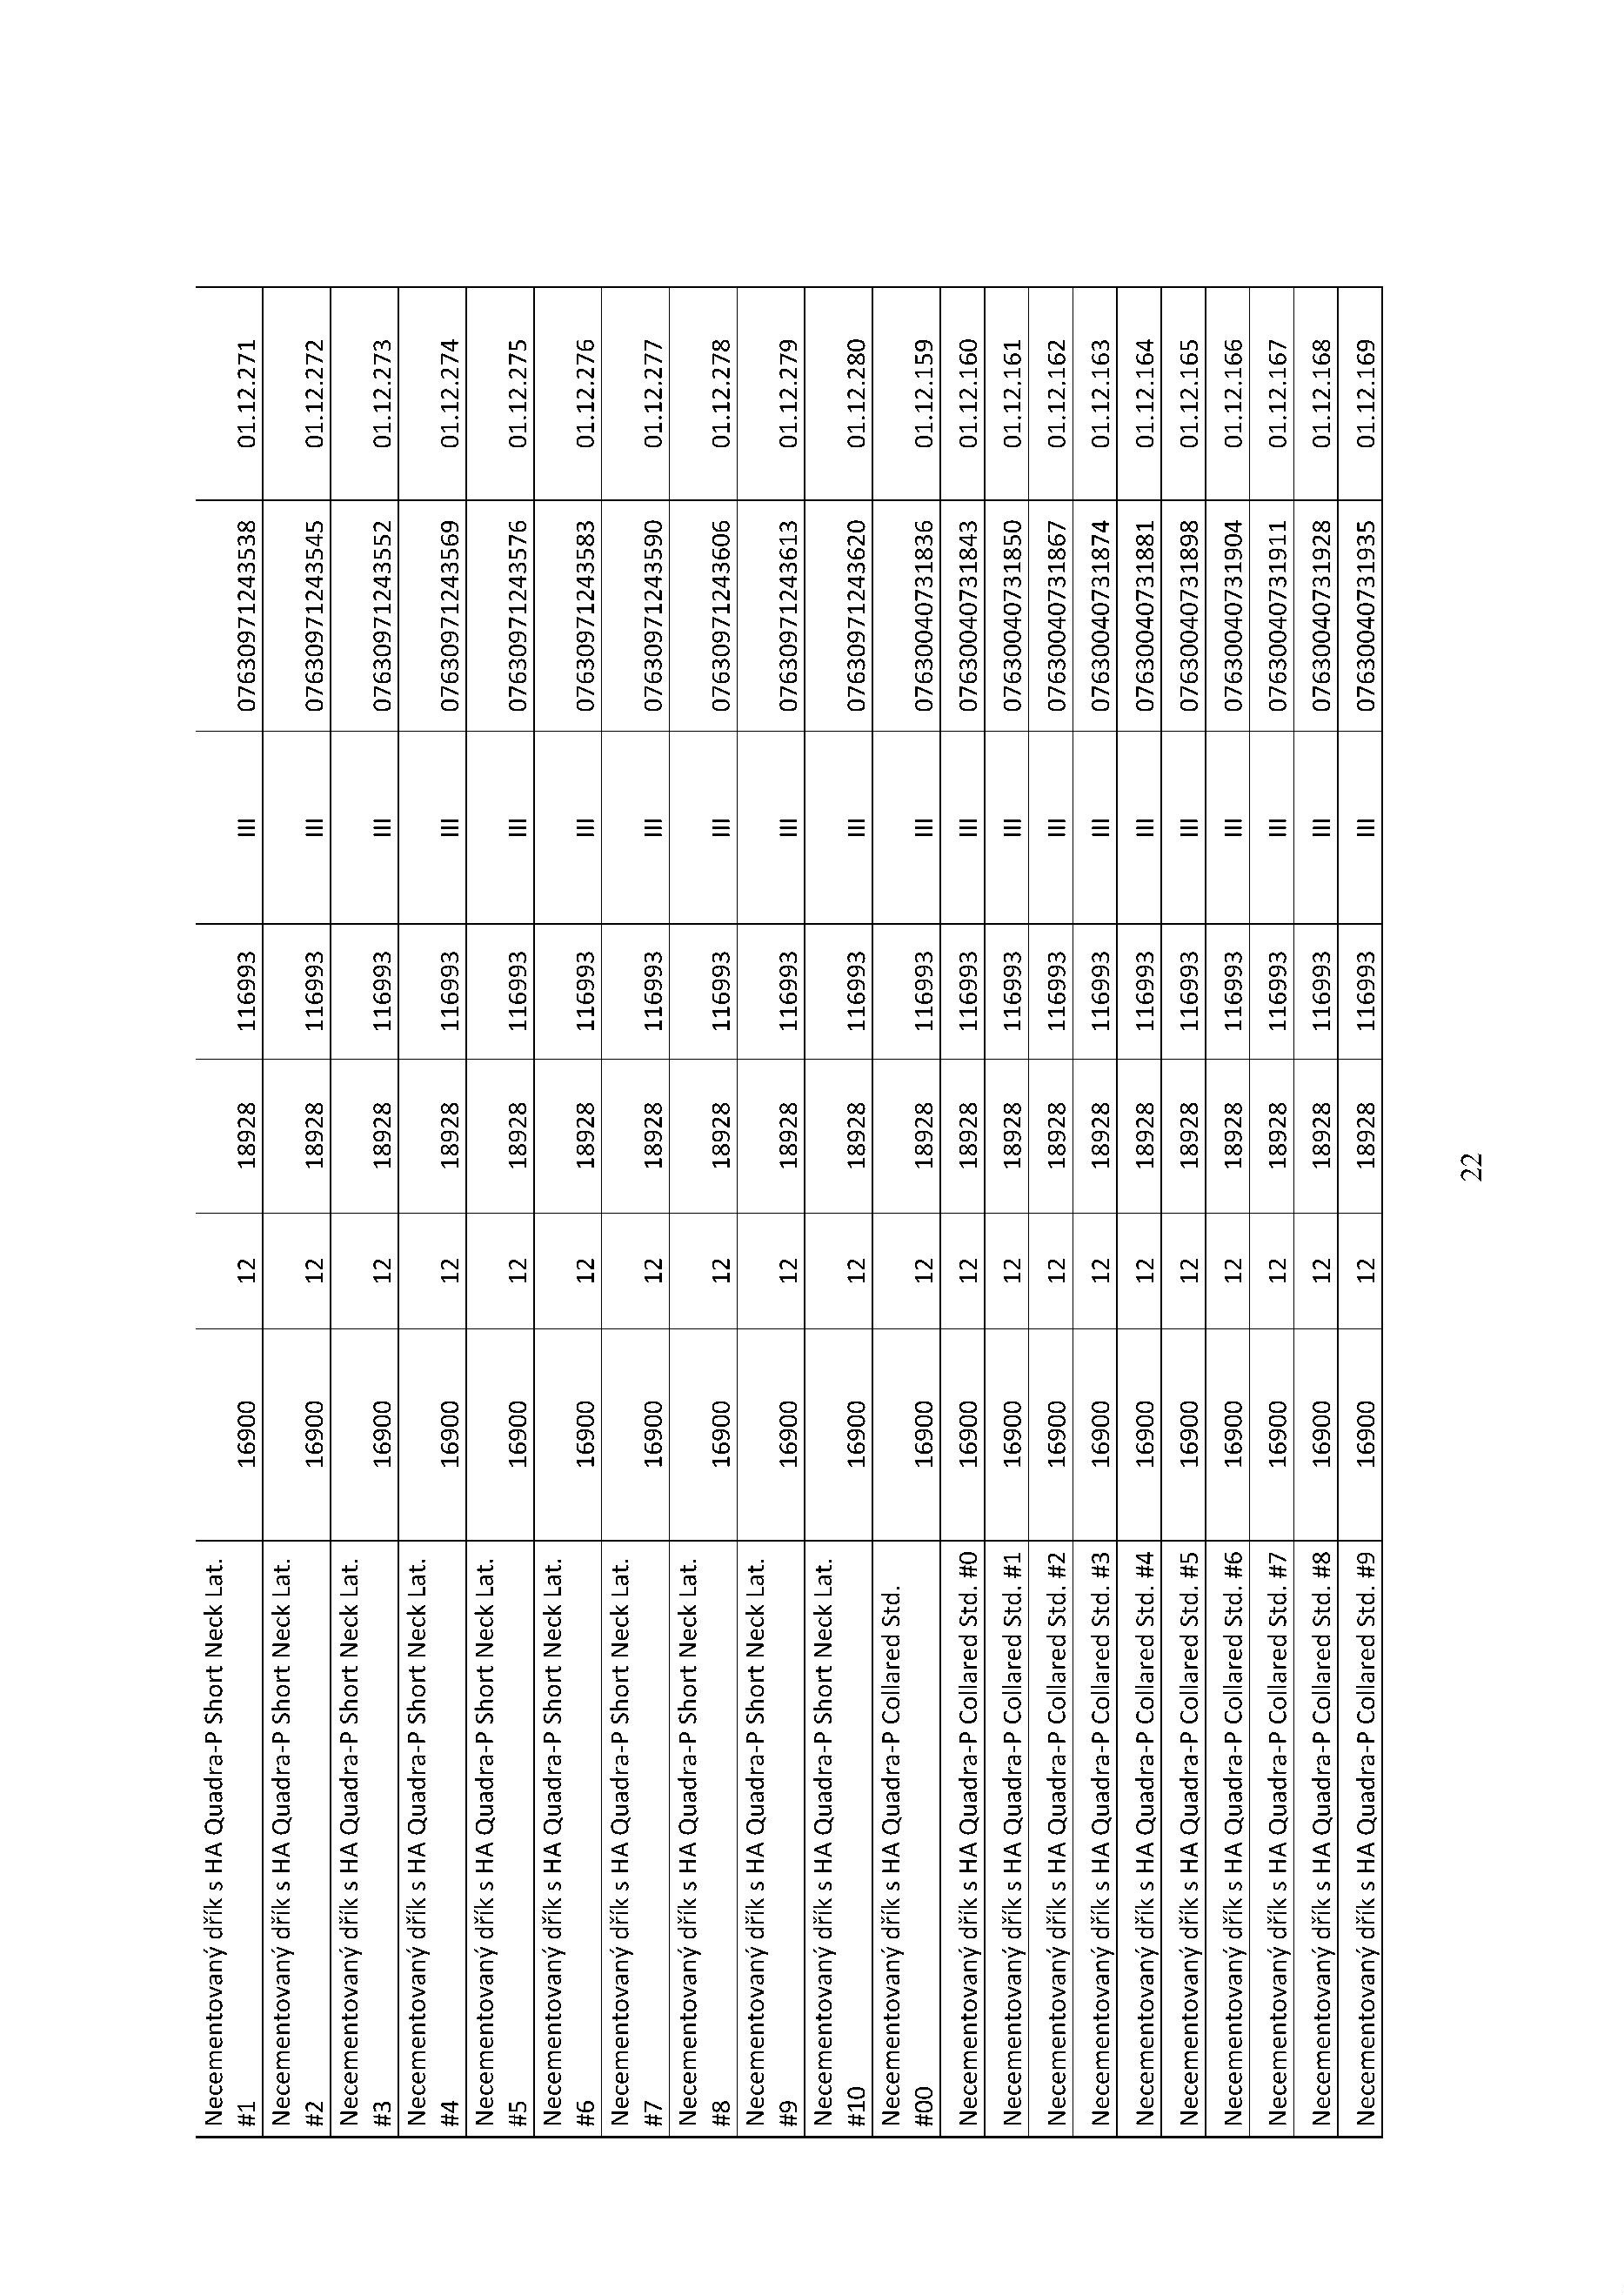 Necementovaný dřík s HA Quadra-P Short Neck Lat.
#1 16900 12 18928 116993 III 07630971243538 01.12.271
Necementovaný dřík s HA Quadra-P Short Neck Lat.
#2 16900 12 18928 116993 III 07630971243545 01.12.272
Necementovaný dřík s HA Quadra-P Short Neck Lat.
#3 16900 12 18928 116993 III 07630971243552 01.12.273
Necementovaný dřík s HA Quadra-P Short Neck Lat.
#4 16900 12 18928 116993 III 07630971243569 01.12.274
Necementovaný dřík s HA Quadra-P Short Neck Lat.
#5 16900 12 18928 116993 III 07630971243576 01.12.275
Necementovaný dřík s HA Quadra-P Short Neck Lat.
#6 16900 12 18928 116993 III 07630971243583 01.12.276
Necementovaný dřík s HA Quadra-P Short Neck Lat.
#7 16900 12 18928 116993 III 07630971243590 01.12.277
Necementovaný dřík s HA Quadra-P Short Neck Lat.
#8 16900 12 18928 116993 III 07630971243606 01.12.278
Necementovaný dřík s HA Quadra-P Short Neck Lat.
#9 16900 12 18928 116993 III 07630971243613 01.12.279
Necementovaný dřík s HA Quadra-P Short Neck Lat.
#10 16900 12 18928 116993 III 07630971243620 01.12.280
Necementovaný dřík s HA Quadra-P Collared Std.
#00 16900 12 18928 116993 III 07630040731836 01.12.159
Necementovaný dřík s HA Quadra-P Collared Std. #0 16900 12 18928 116993 III 07630040731843 01.12.160
Necementovaný dřík s HA Quadra-P Collared Std. #1 16900 12 18928 116993 III 07630040731850 01.12.161
Necementovaný dřík s HA Quadra-P Collared Std. #2 16900 12 18928 116993 III 07630040731867 01.12.162
Necementovaný dřík s HA Quadra-P Collared Std. #3 16900 12 18928 116993 III 07630040731874 01.12.163
Necementovaný dřík s HA Quadra-P Collared Std. #4 16900 12 18928 116993 III 07630040731881 01.12.164
Necementovaný dřík s HA Quadra-P Collared Std. #5 16900 12 18928 116993 III 07630040731898 01.12.165
Necementovaný dřík s HA Quadra-P Collared Std. #6 16900 12 18928 116993 III 07630040731904 01.12.166
Necementovaný dřík s HA Quadra-P Collared Std. #7 16900 12 18928 116993 III 07630040731911 01.12.167
Necementovaný dřík s HA Quadra-P Collared Std. #8 16900 12 18928 116993 III 07630040731928 01.12.168
Necementovaný dřík s HA Quadra-P Collared Std. #9 16900 12 18928 116993 III 07630040731935 01.12.169
22